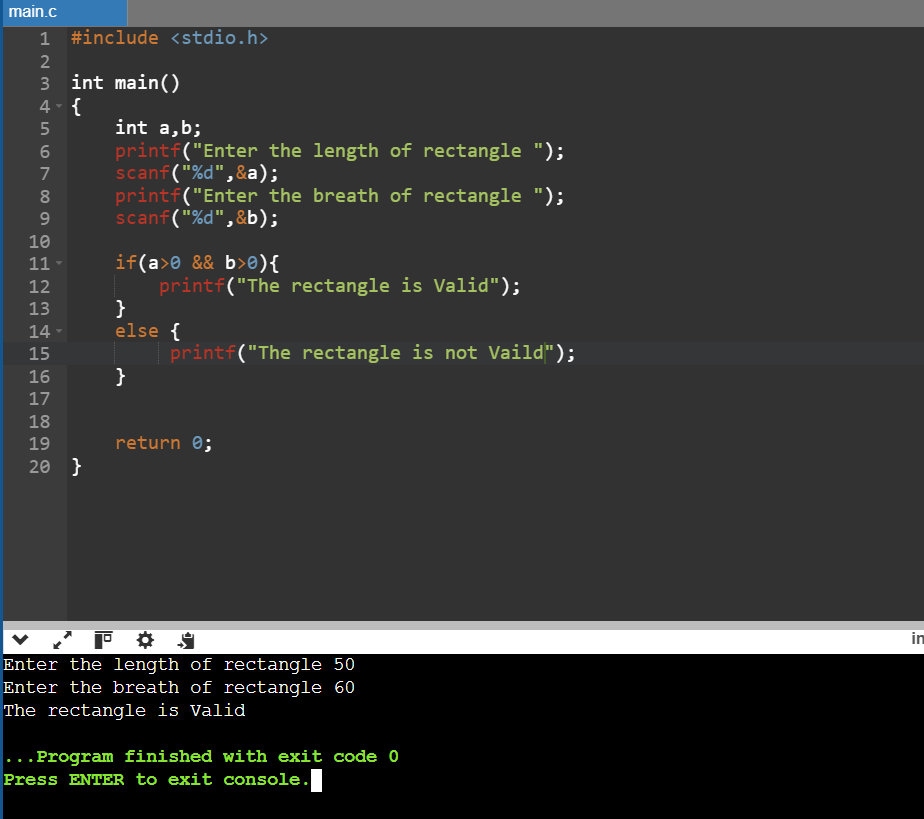 main.c
1 #include <stdio.h>
2
3 int main()
4 {
5     int a,b;
6     printf("Enter the length of rectangle ");
7     scanf("%d",&a);
8     printf("Enter the breath of rectangle ");
9     scanf("%d",&b);
10
11     if(a>0 && b>0){
12         printf("The rectangle is Valid");
13     }
14     else {
15          printf("The rectangle is not Vaild");
16     }
17
18
19     return 0;
20 }
in
Enter the length of rectangle 50
Enter the breath of rectangle 60
The rectangle is Valid
...Program finished with exit code 0
Press ENTER to exit console.